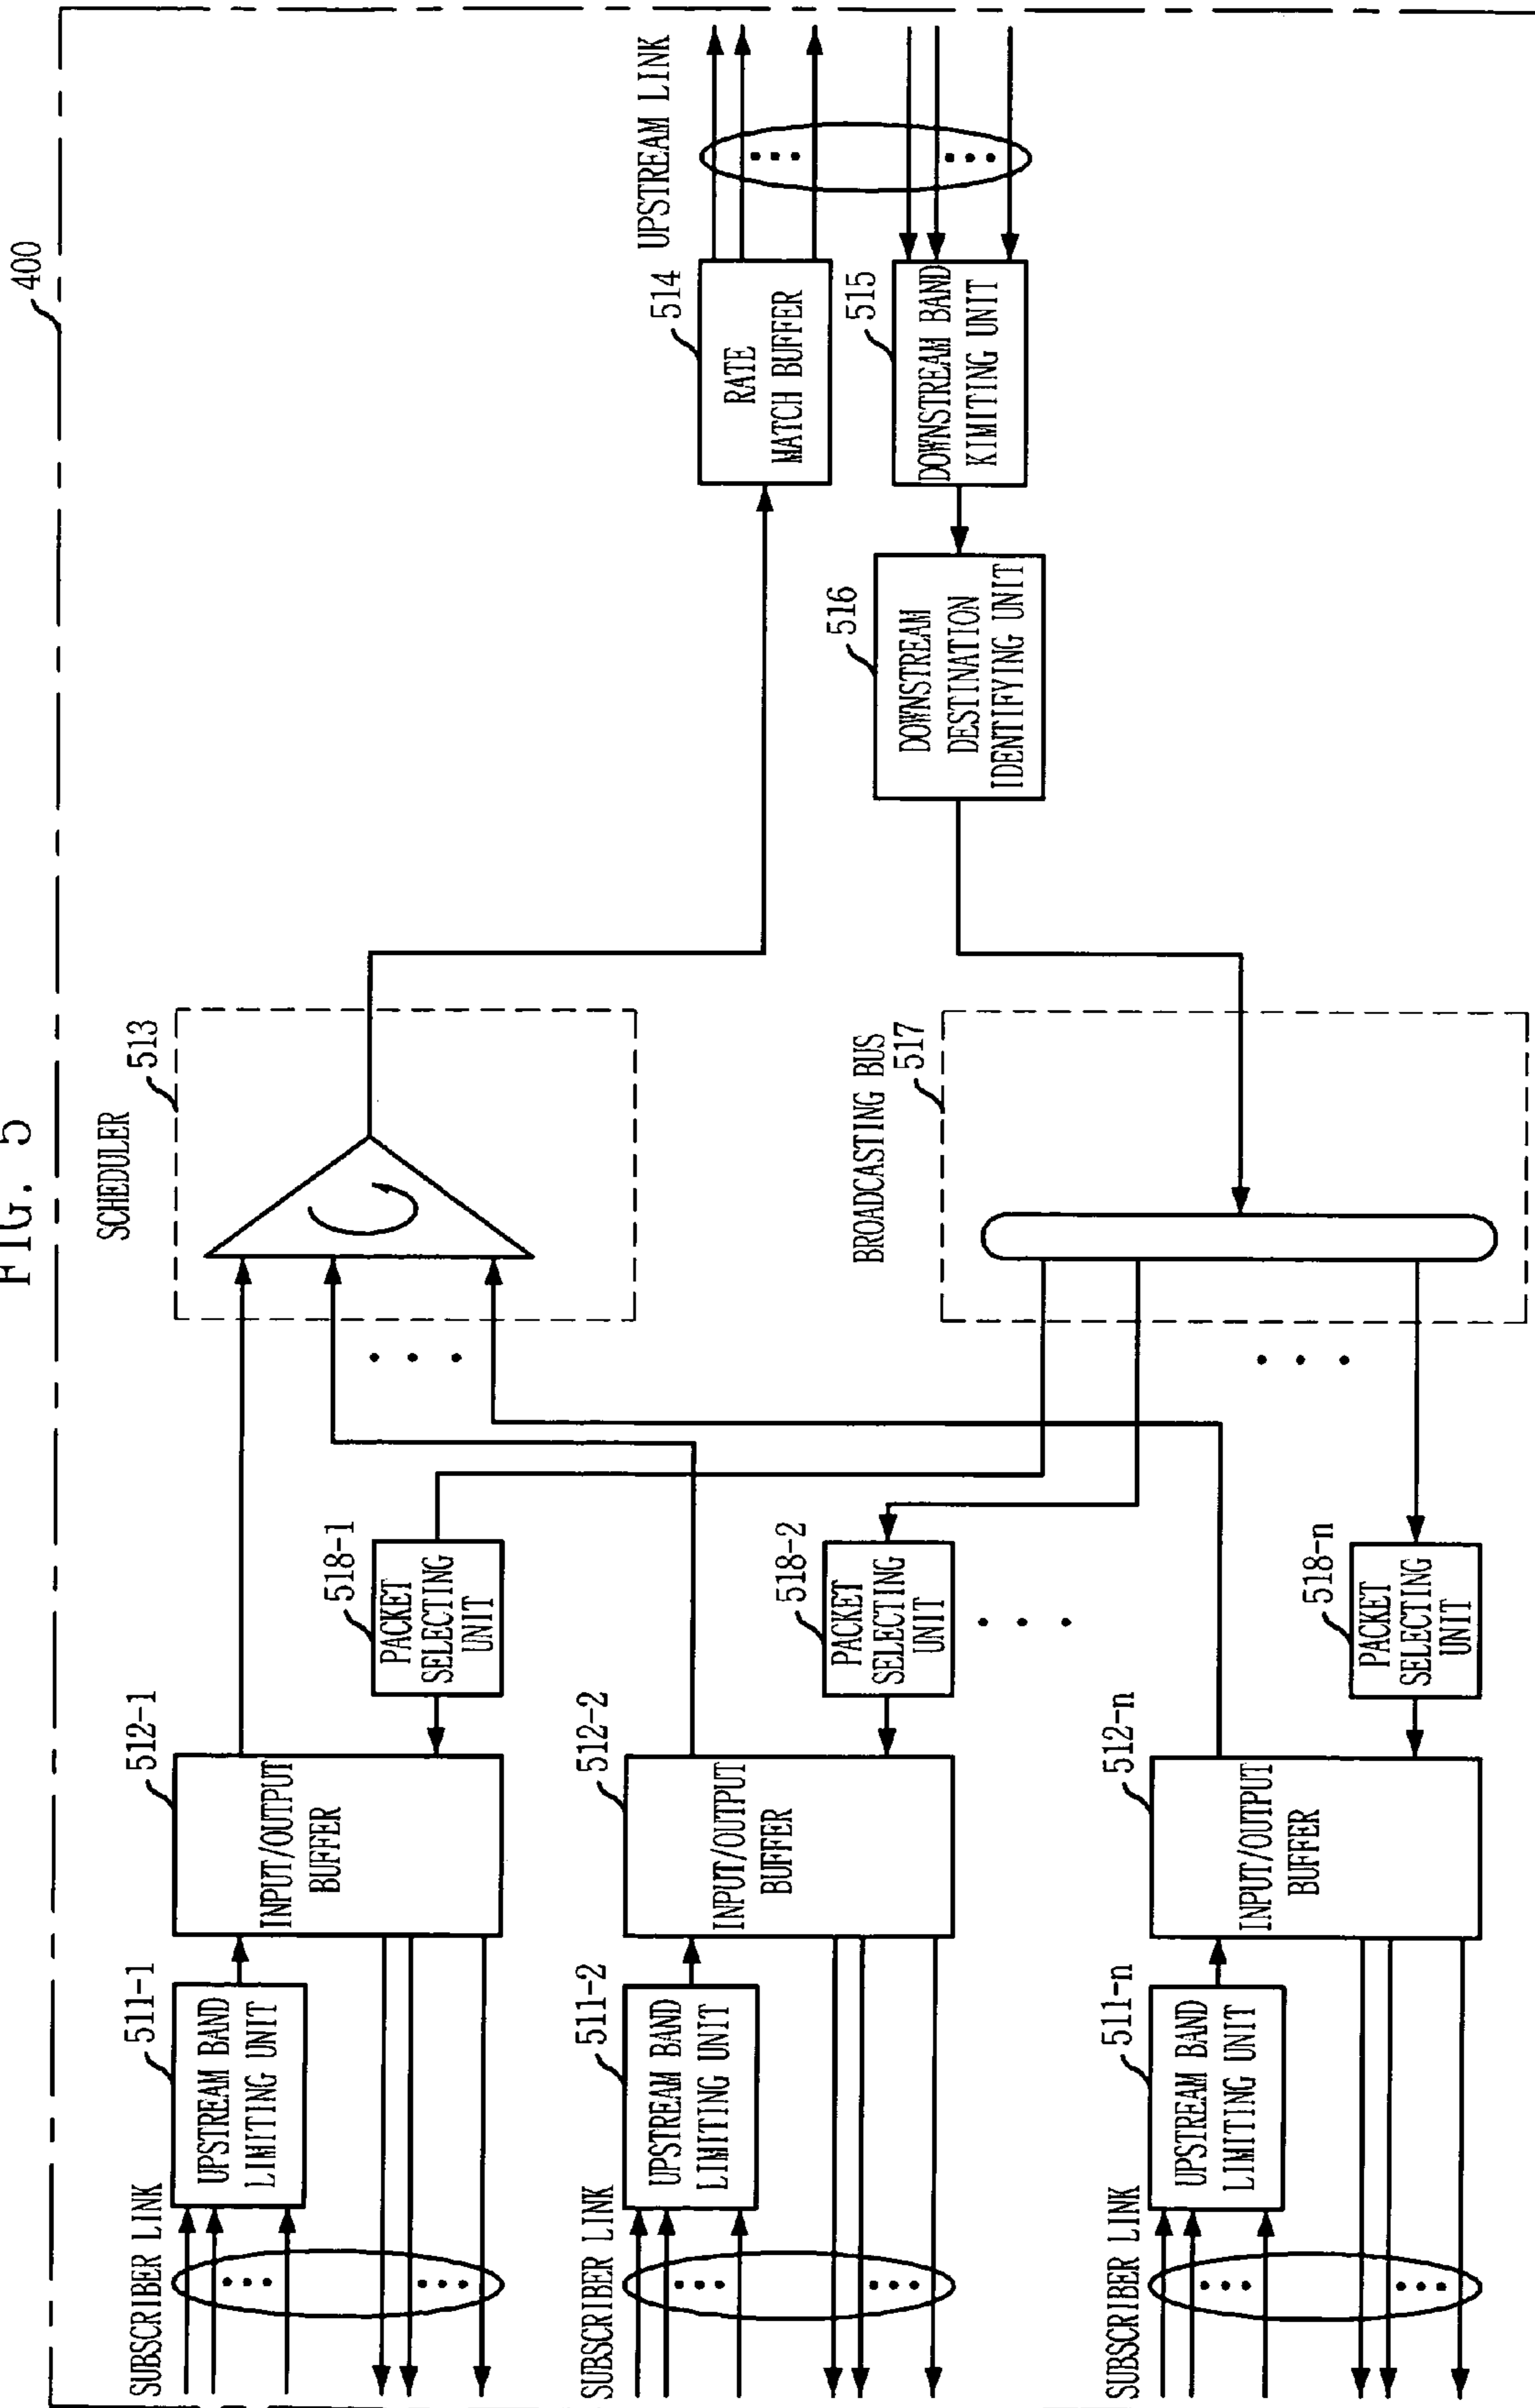 FIG. 5
400
SUBSCRIBER LINK
511-1
UPSTREAM BAND
LIMITING UNIT
512-1
INPUT/OUTPUT
BUFFER
518-1
PACKET
SELECTING
UNIT
SCHEDULER
513
SUBSCRIBER LINK
511-2
UPSTREAM BAND
LIMITING UNIT
512-2
INPUT/OUTPUT
BUFFER
518-2
PACKET
SELECTING
UNIT
UPSTREAM LINK
514
RATE
MATCH BUFFER
515
DOWNSTREAM BAND
KIMITING UNIT
516
DOWNSTREAM
DESTINATION
IDENTIFYING UNIT
BROADCASTING BUS
517
SUBSCRIBER LINK
511-n
UPSTREAM BAND
LIMITING UNIT
512-n
INPUT/OUTPUT
BUFFER
518-n
PACKET
SELECTING
UNIT